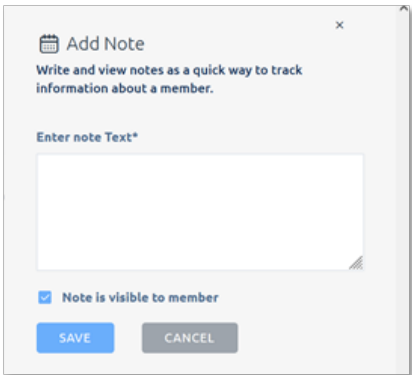 ×
Add Note
Write and view notes as a quick way to track
information about a member.
Enter note Text*
Note is visible to member
SAVE CANCEL